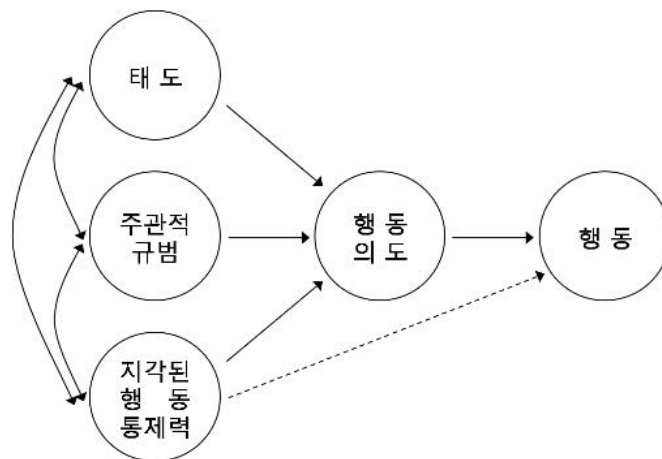 태 도
주관적
규범
행 동
의 도
행 동
지각된
행 동
통제력